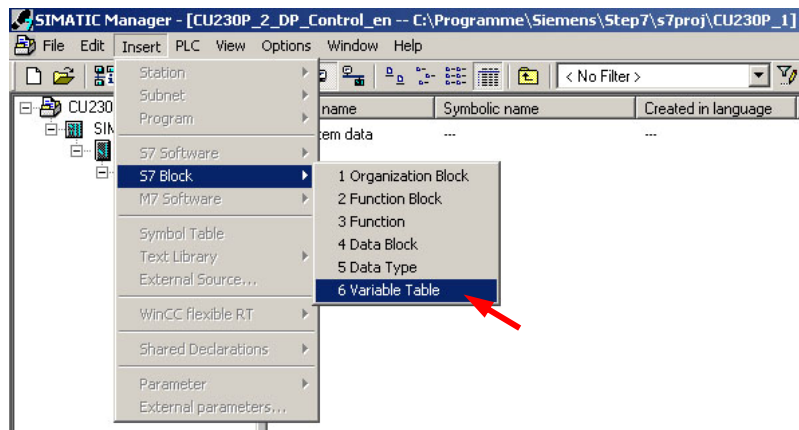 SIMATIC Manager - [CU230P_2_DP_Control_en -- C:\Programme\Siemens\Step7\s7proj\CU230P_1]
File Edit Insert PLC View Options Window Help
< No Filter >
Station
Subnet
Program
S7 Software
S7 Block
M7 Software
Symbol Table
Text Library
External Source...
WinCC flexible RT
Shared Declarations
Parameter
External parameters...
CU230
SIM
name Symbolic name Created in language
tem data --- ---
1 Organization Block
2 Function Block
3 Function
4 Data Block
5 Data Type
6 Variable Table